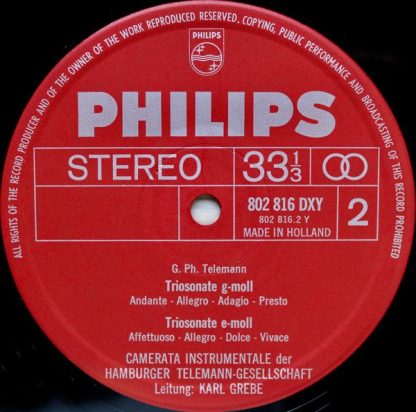 ALL RIGHTS OF THE RECORD PRODUCER AND OF THE OWNER OF THE WORK REPRODUCED RESERVED. COPYING, PUBLIC PERFORMANCE AND BROADCASTING OF THIS RECORD PROHIBITED
PHILIPS
PHILIPS
STEREO 33 1/3
802 816 DXY
802 816.2 Y
MADE IN HOLLAND
2
G. Ph. Telemann
Triosonate g-moll
Andante - Allegro - Adagio - Presto
Triosonate e-moll
Affettuoso - Allegro - Dolce - Vivace
CAMERATA INSTRUMENTALE der
HAMBURGER TELEMANN-GESELLSCHAFT
Leitung: KARL GREBE